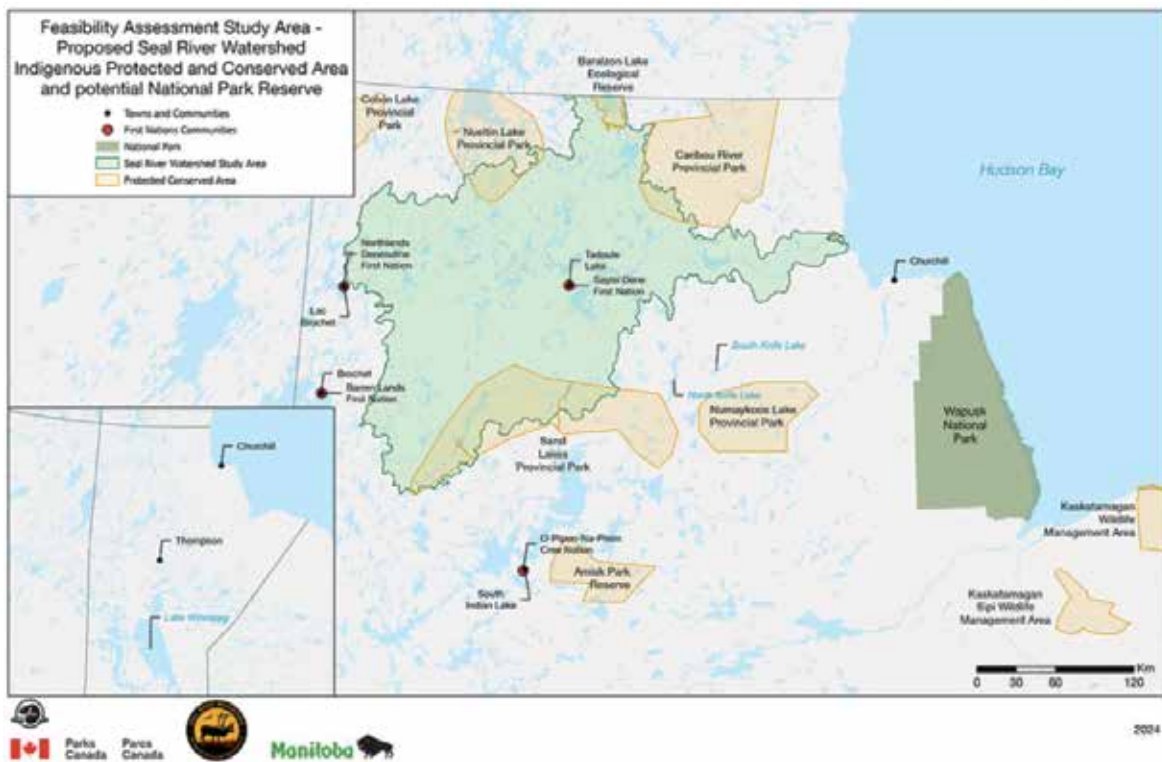 Feasibility Assessment Study Area -
Proposed Seal River Watershed
Indigenous Protected and Conserved Area
and potential National Park Reserve
Towns and Communities
First Nations Communities
National Park
Seal River Watershed Study Area
Protected Conserved Area
Baralzon Lake
Ecological
Reserve
Colvin Lake
Provincial
Park
Nueltin Lake
Provincial Park
Caribou River
Provincial Park
Hudson Bay
Northlands
Denesuline
First Nation
Lac
Brochet
Tadoule
Lake
Sayisi Dene
First Nation
Churchill
Brochet
Barren Lands
First Nation
South Knife Lake
North Knife Lake
Numaykoos Lake
Provincial Park
Sand
Lakes
Provincial Park
Wapusk
National
Park
O-Pipon-Na-Piwin
Cree Nation
South
Indian Lake
Amisk Park
Reserve
Kaskatamagan
Wildlife
Management Area
Kaskatamagan
Sipi Wildlife
Management Area
Churchill
Thompson
Lake Winnipeg
Km
0 30 60 120
Parks
Canada
Parcs
Canada
Manitoba
2024